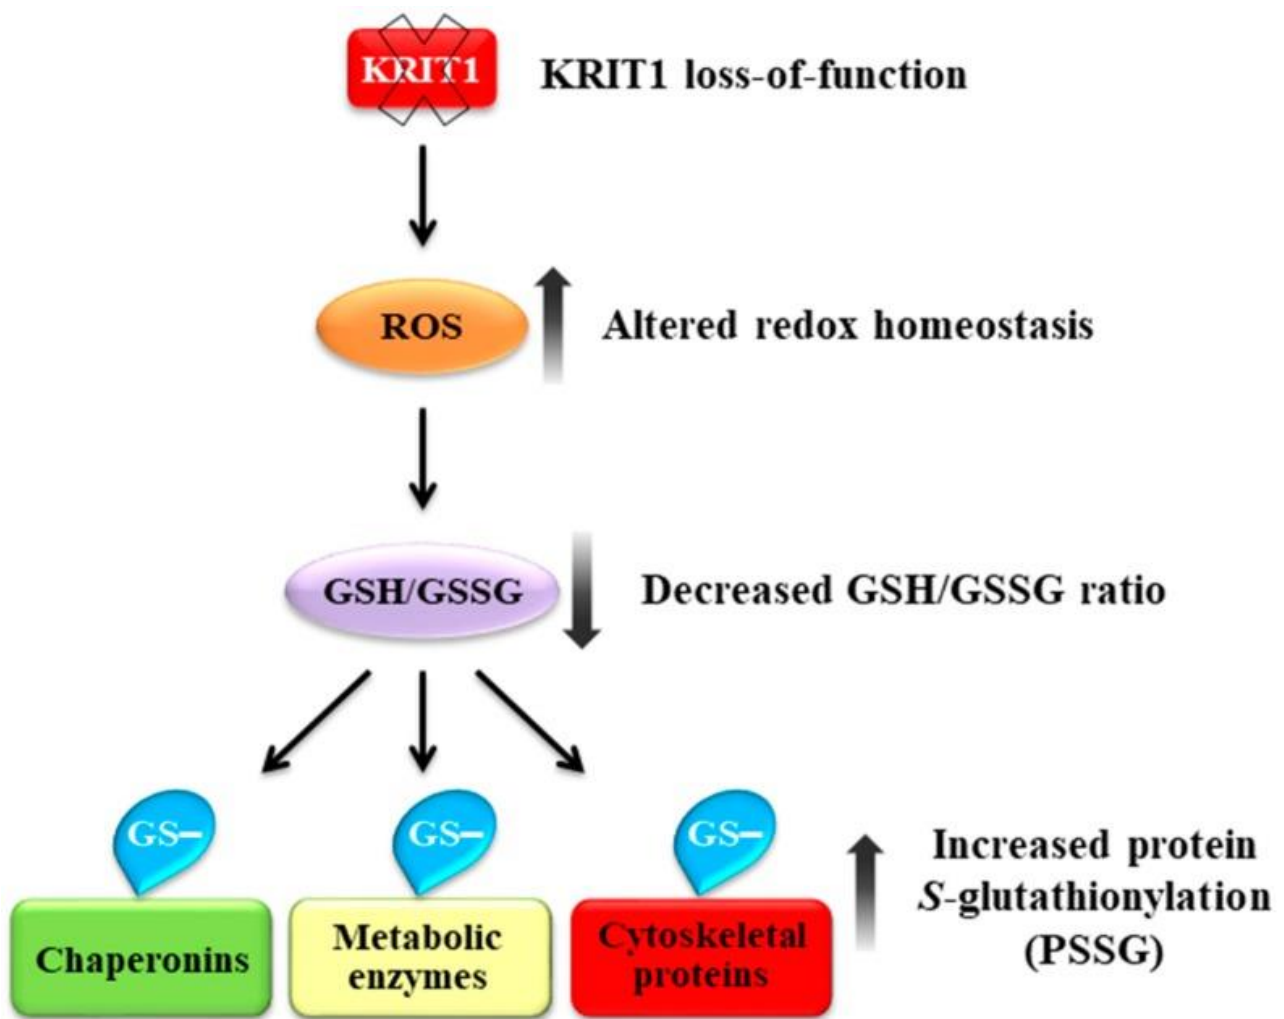 KRIT1
KRIT1 loss-of-function
ROS
Altered redox homeostasis
GSH/GSSG
Decreased GSH/GSSG ratio
GS–
GS–
GS–
Increased protein
S-glutathionylation
(PSSG)
Chaperonins
Metabolic
enzymes
Cytoskeletal
proteins